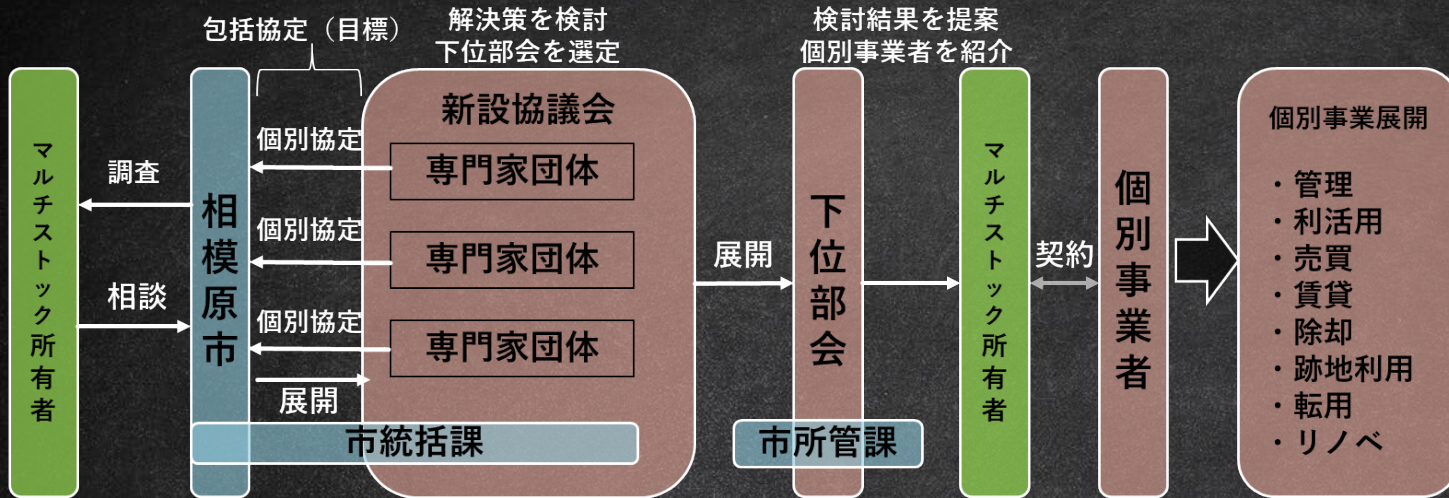 包括協定（目標）
解決策を検討
下位部会を選定
検討結果を提案
個別事業者を紹介
マルチストック所有者
調査
相談
相模原市
個別協定
個別協定
個別協定
展開
新設協議会
専門家団体
専門家団体
専門家団体
市統括課
展開
下位部会
市所管課
マルチストック所有者
契約
個別事業者
個別事業展開
・管理
・利活用
・売買
・賃貸
・除却
・跡地利用
・転用
・リノベ